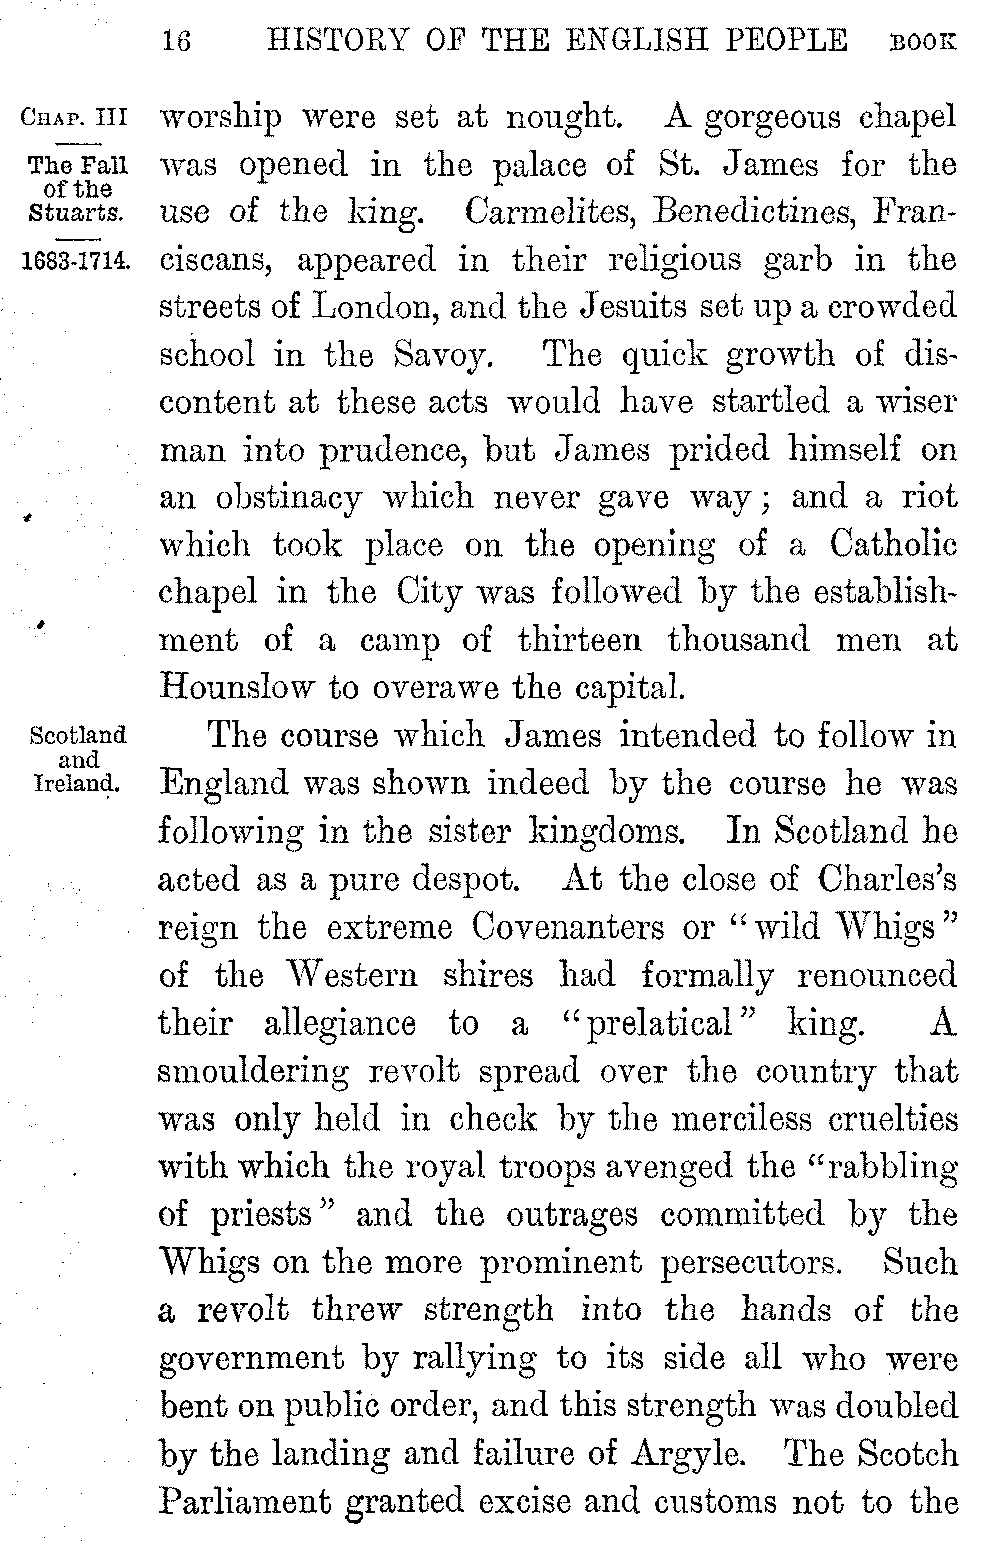 16 HISTORY OF THE ENGLISH PEOPLE BOOK
CHAP. III
The Fall
of the
Stuarts.
1683-1714.
worship were set at nought. A gorgeous chapel
was opened in the palace of St. James for the
use of the king. Carmelites, Benedictines, Fran-
ciscans, appeared in their religious garb in the
streets of London, and the Jesuits set up a crowded
school in the Savoy. The quick growth of dis-
content at these acts would have startled a wiser
man into prudence, but James prided himself on
an obstinacy which never gave way; and a riot
which took place on the opening of a Catholic
chapel in the City was followed by the establish-
ment of a camp of thirteen thousand men at
Hounslow to overawe the capital.
Scotland
and
Ireland.
The course which James intended to follow in
England was shown indeed by the course he was
following in the sister kingdoms. In Scotland he
acted as a pure despot. At the close of Charles's
reign the extreme Covenanters or "wild Whigs"
of the Western shires had formally renounced
their allegiance to a "prelatical" king. A
smouldering revolt spread over the country that
was only held in check by the merciless cruelties
with which the royal troops avenged the "rabbling
of priests" and the outrages committed by the
Whigs on the more prominent persecutors. Such
a revolt threw strength into the hands of the
government by rallying to its side all who were
bent on public order, and this strength was doubled
by the landing and failure of Argyle. The Scotch
Parliament granted excise and customs not to the